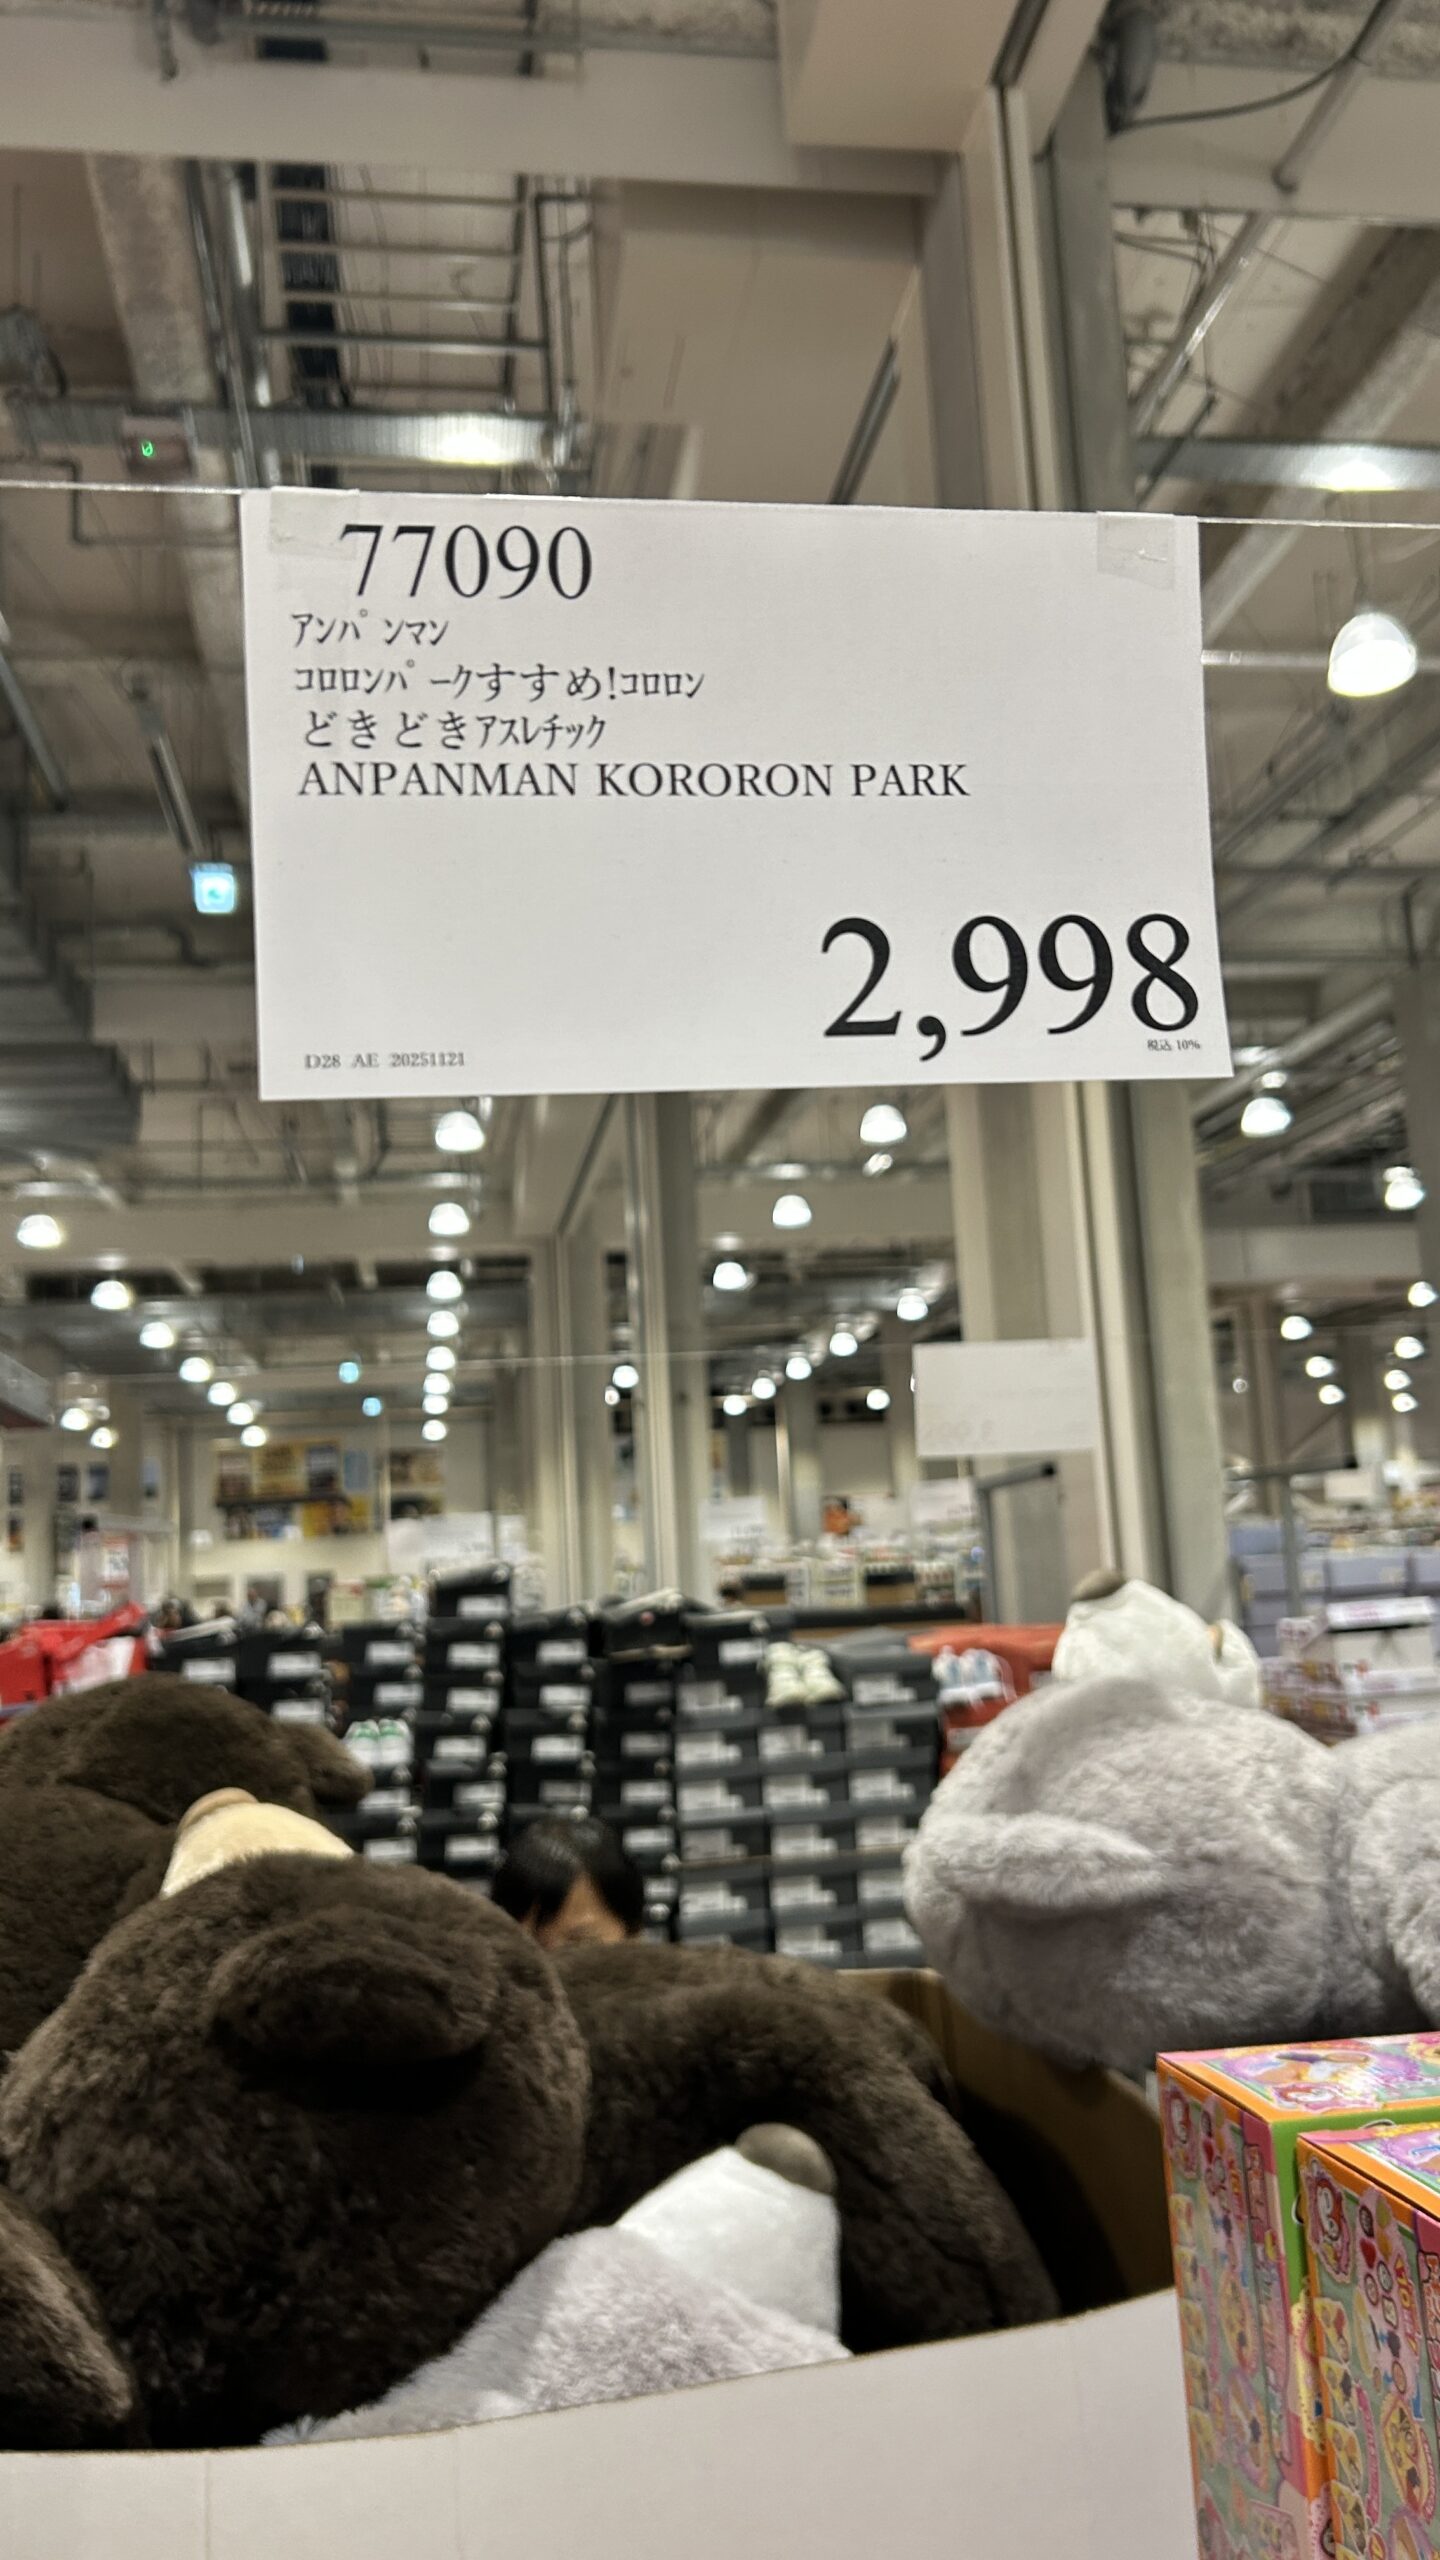 77090
ｱﾝﾊﾟﾝﾏﾝ
ｺﾛﾛﾝﾊﾟｰｸすすめ!ｺﾛﾛﾝ
どきどきｱｽﾚﾁｯｸ
ANPANMAN KORORON PARK
2,998
税込 10%
D28 AE 20251121